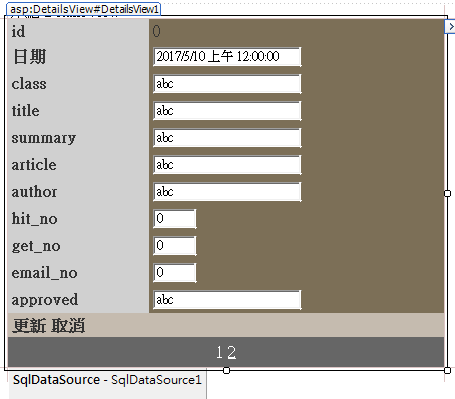 asp:DetailsView#DetailsView1
id 0
日期 2017/5/10 上午 12:00:00
class abc
title abc
summary abc
article abc
author abc
hit_no 0
get_no 0
email_no 0
approved abc
更新 取消
1 2
SqlDataSource - SqlDataSource1